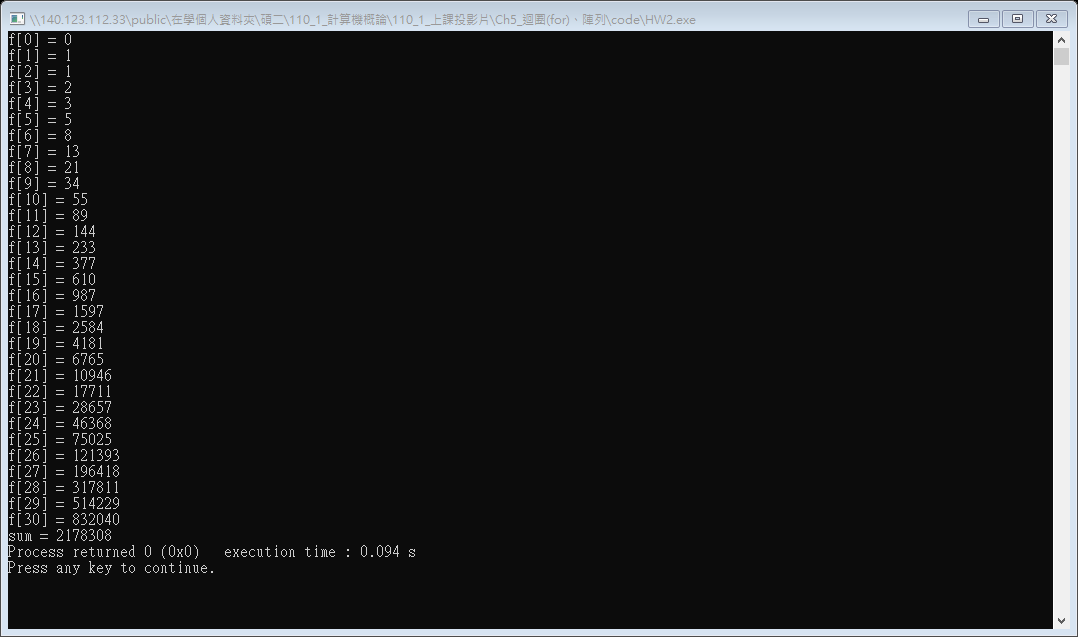 \\140.123.112.33\public\在學個人資料夾\碩二\110_1_計算機概論\110_1_上課投影片\Ch5_迴圈(for)、陣列\code\HW2.exe
f[0] = 0
f[1] = 1
f[2] = 1
f[3] = 2
f[4] = 3
f[5] = 5
f[6] = 8
f[7] = 13
f[8] = 21
f[9] = 34
f[10] = 55
f[11] = 89
f[12] = 144
f[13] = 233
f[14] = 377
f[15] = 610
f[16] = 987
f[17] = 1597
f[18] = 2584
f[19] = 4181
f[20] = 6765
f[21] = 10946
f[22] = 17711
f[23] = 28657
f[24] = 46368
f[25] = 75025
f[26] = 121393
f[27] = 196418
f[28] = 317811
f[29] = 514229
f[30] = 832040
sum = 2178308
Process returned 0 (0x0)   execution time : 0.094 s
Press any key to continue.